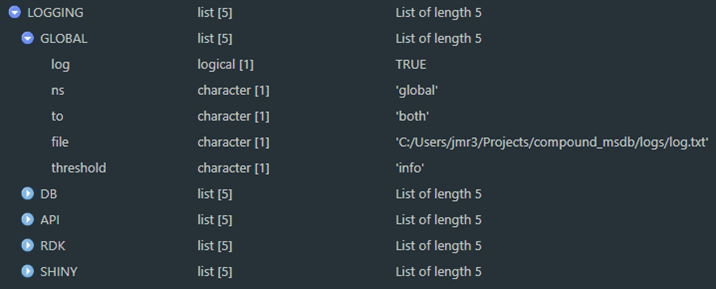 LOGGING list [5] List of length 5
GLOBAL list [5] List of length 5
log logical [1] TRUE
ns character [1] 'global'
to character [1] 'both'
file character [1] 'C:/Users/jmr3/Projects/compound_msdb/logs/log.txt'
threshold character [1] 'info'
DB list [5] List of length 5
API list [5] List of length 5
RDK list [5] List of length 5
SHINY list [5] List of length 5